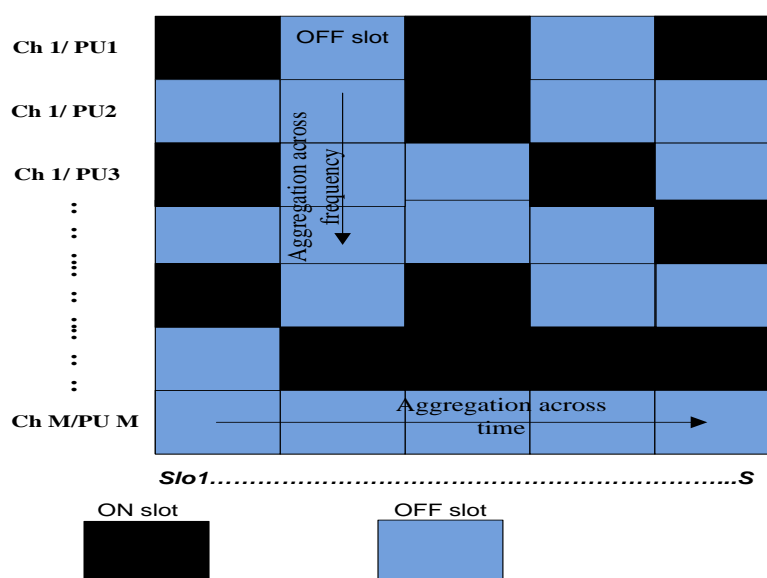 Ch 1/ PU1
OFF slot
Ch 1/ PU2
Aggregation across
frequency
Ch 1/ PU3
Ch M/PU M
Aggregation across
time
Slo1...............................................................S
ON slot
OFF slot